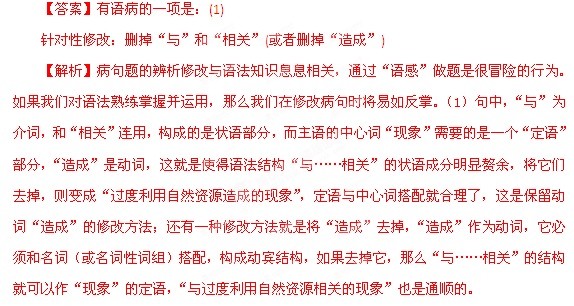 【答案】有语病的一项是：(1)
针对性修改：删掉“与”和“相关”(或者删掉“造成”)
【解析】病句题的辨析修改与语法知识息息相关，通过“语感”做题是很冒险的行为。
如果我们对语法熟练掌握并运用，那么我们在修改病句时将易如反掌。（1）句中，“与”为
介词，和“相关”连用，构成的是状语部分，而主语的中心词“现象”需要的是一个“定语”
部分，“造成”是动词，这就是使得语法结构“与……相关”的状语成分明显赘余，将它们
去掉，则变成“过度利用自然资源造成的现象”，定语与中心词搭配就合理了，这是保留动
词“造成”的修改方法；还有一种修改方法就是将“造成”去掉，“造成”作为动词，它必
须和名词（或名词性词组）搭配，构成动宾结构，如果去掉它，那么“与……相关”的结构
就可以作“现象”的定语，“与过度利用自然资源相关的现象”也是通顺的。